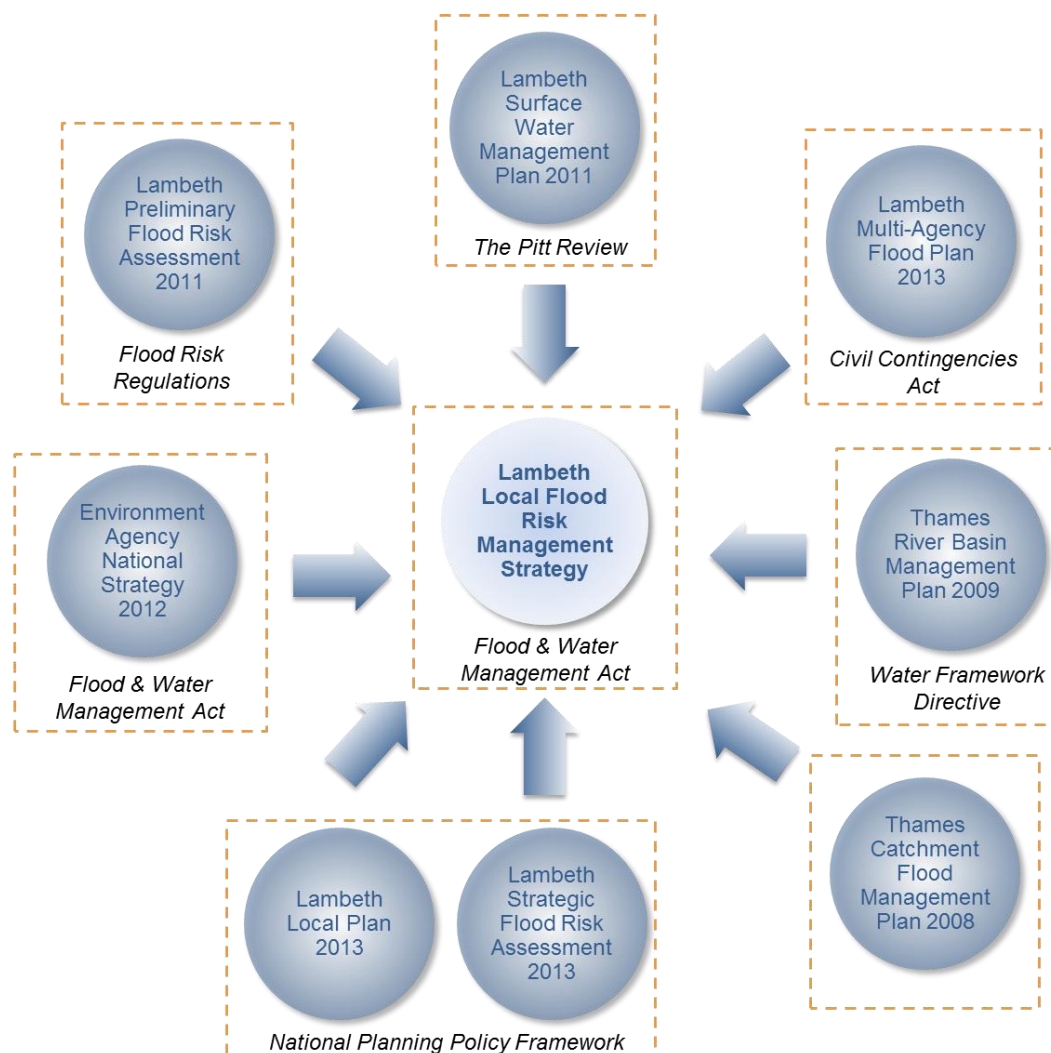 Lambeth
Surface
Water
Management
Plan 2011
The Pitt Review
Lambeth
Preliminary
Flood Risk
Assessment
2011
Flood Risk
Regulations
Lambeth
Multi-Agency
Flood Plan
2013
Civil Contingencies
Act
Environment
Agency
National
Strategy
2012
Flood & Water
Management Act
Lambeth
Local Flood
Risk
Management
Strategy
Flood & Water
Management Act
Thames
River Basin
Management
Plan 2009
Water Framework
Directive
Lambeth
Local Plan
2013
Lambeth
Strategic
Flood Risk
Assessment
2013
National Planning Policy Framework
Thames
Catchment
Flood
Management
Plan 2008